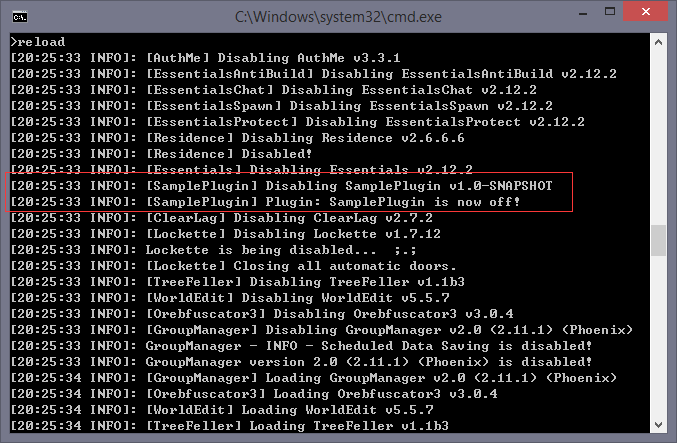 C:\Windows\system32\cmd.exe
>reload
[20:25:33 INFO]: [AuthMe] Disabling AuthMe v3.3.1
[20:25:33 INFO]: [EssentialsAntiBuild] Disabling EssentialsAntiBuild v2.12.2
[20:25:33 INFO]: [EssentialsChat] Disabling EssentialsChat v2.12.2
[20:25:33 INFO]: [EssentialsSpawn] Disabling EssentialsSpawn v2.12.2
[20:25:33 INFO]: [EssentialsProtect] Disabling EssentialsProtect v2.12.2
[20:25:33 INFO]: [Residence] Disabling Residence v2.6.6.6
[20:25:33 INFO]: [Residence] Disabled!
[20:25:33 INFO]: [Essentials] Disabling Essentials v2.12.2
[20:25:33 INFO]: [SamplePlugin] Disabling SamplePlugin v1.0-SNAPSHOT
[20:25:33 INFO]: [SamplePlugin] Plugin: SamplePlugin is now off!
[20:25:33 INFO]: [ClearLag] Disabling ClearLag v2.7.2
[20:25:33 INFO]: [Lockette] Disabling Lockette v1.7.12
[20:25:33 INFO]: Lockette is being disabled...  ;.;
[20:25:33 INFO]: [Lockette] Closing all automatic doors.
[20:25:33 INFO]: [TreeFeller] Disabling TreeFeller v1.1b3
[20:25:33 INFO]: [WorldEdit] Disabling WorldEdit v5.5.7
[20:25:33 INFO]: [Orebfuscator3] Disabling Orebfuscator3 v3.0.4
[20:25:33 INFO]: [GroupManager] Disabling GroupManager v2.0 (2.11.1) (Phoenix)
[20:25:33 INFO]: GroupManager - INFO - Scheduled Data Saving is disabled!
[20:25:33 INFO]: GroupManager version 2.0 (2.11.1) (Phoenix) is disabled!
[20:25:34 INFO]: [GroupManager] Loading GroupManager v2.0 (2.11.1) (Phoenix)
[20:25:34 INFO]: [Orebfuscator3] Loading Orebfuscator3 v3.0.4
[20:25:34 INFO]: [WorldEdit] Loading WorldEdit v5.5.7
[20:25:34 INFO]: [TreeFeller] Loading TreeFeller v1.1b3